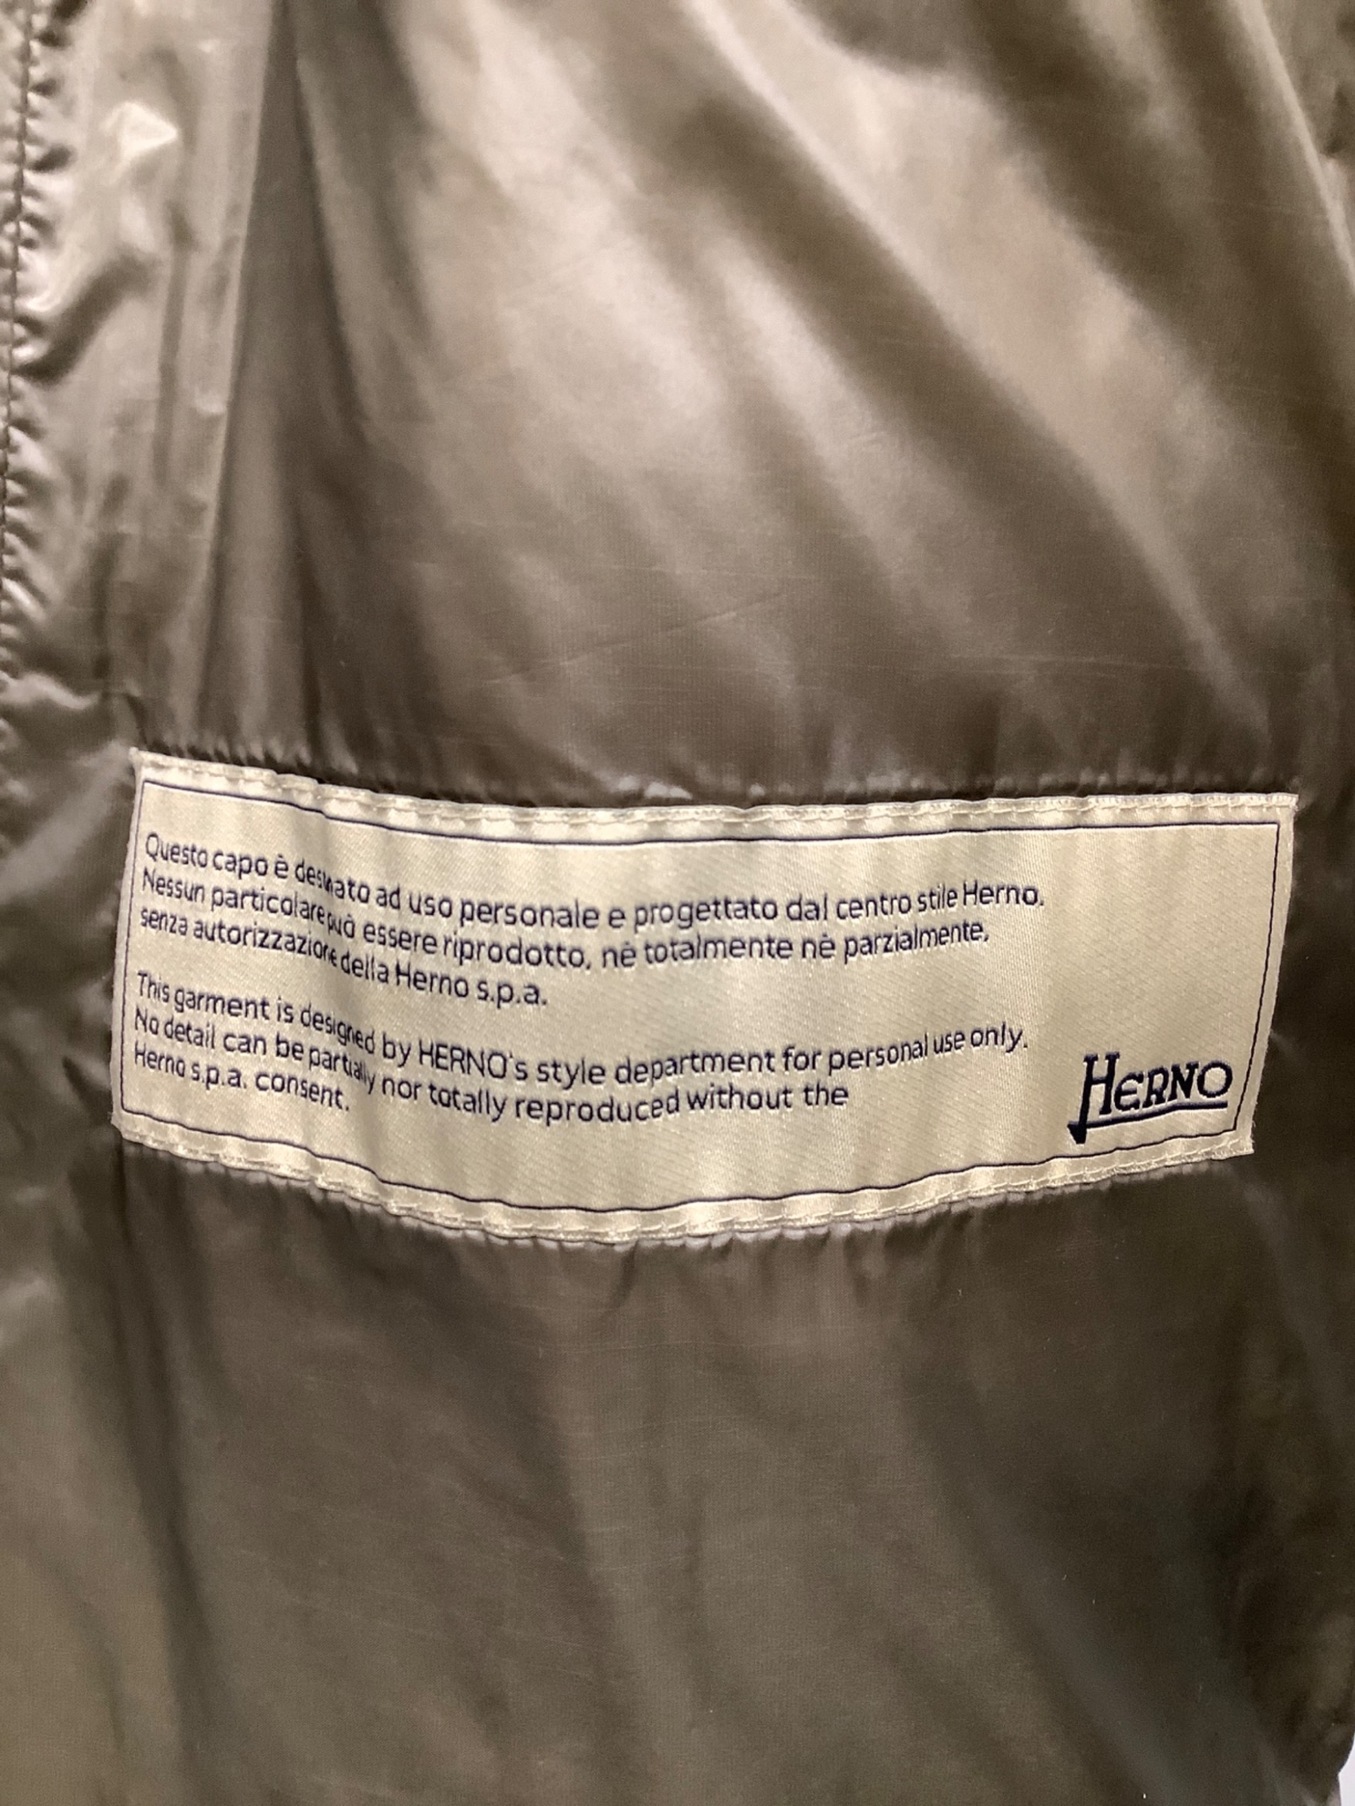 Questo capo è destinato ad uso personale e progettato dal centro stile Herno.
Nessun particolare può essere riprodotto, nè totalmente nè parzialmente,
senza autorizzazione della Herno s.p.a.
This garment is designed by HERNO's style department for personal use only.
No detail can be partially nor totally reproduced without the
Herno s.p.a. consent.
HERNO